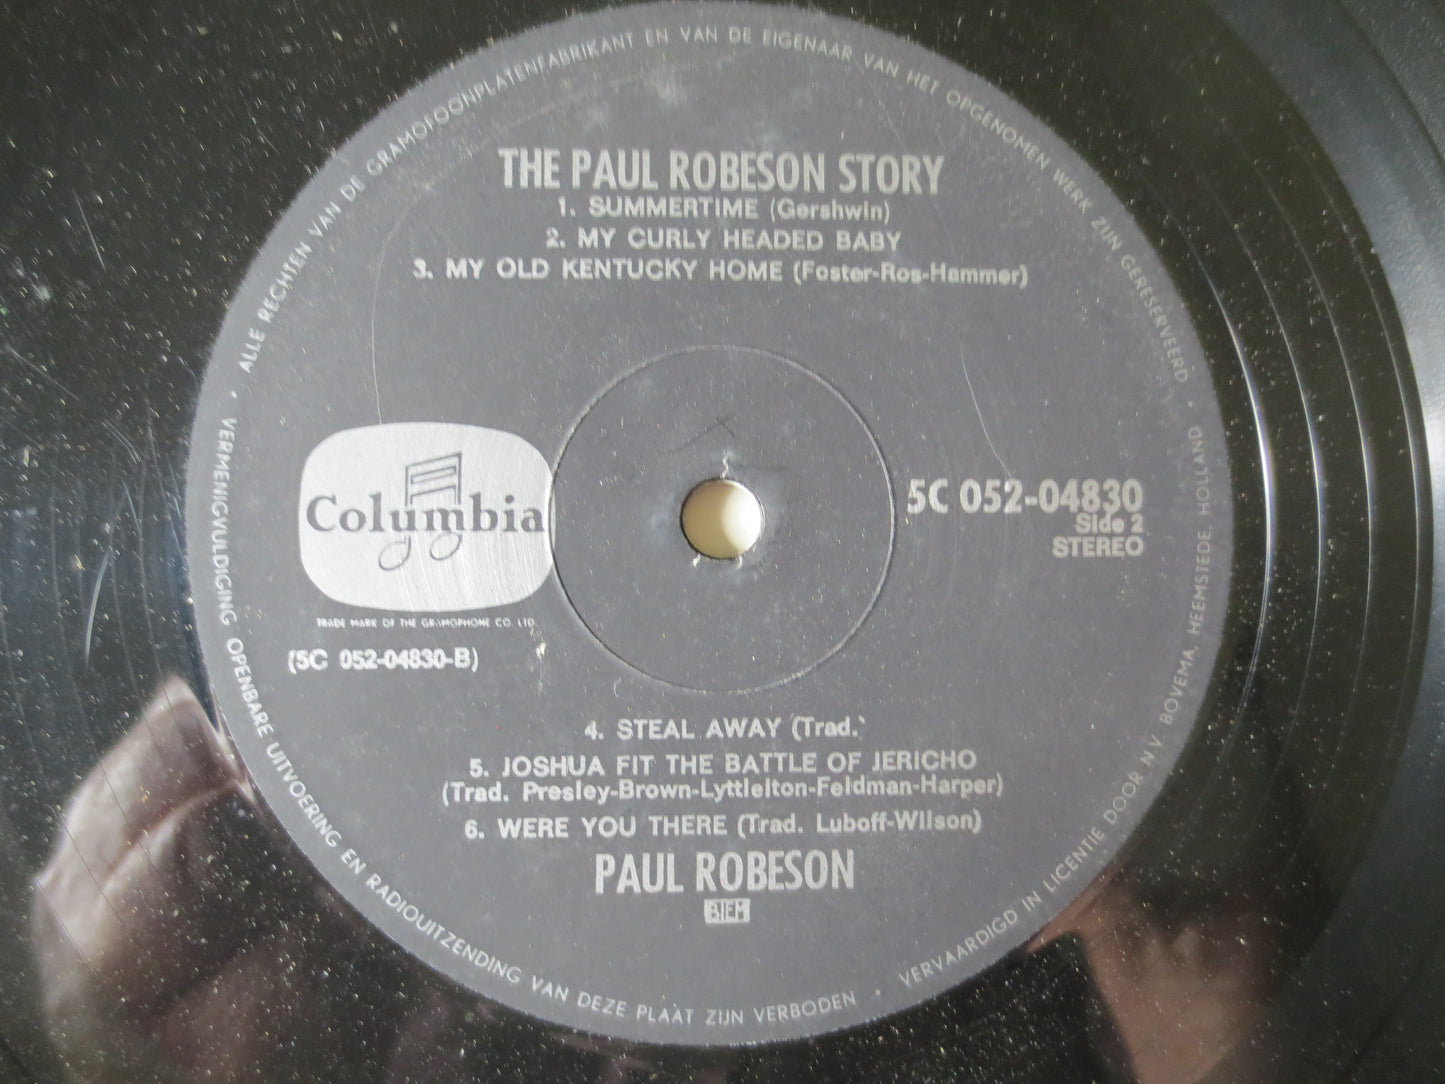 THE PAUL ROBESON STORY
1. SUMMERTIME (Gershwin)
2. MY CURLY HEADED BABY
3. MY OLD KENTUCKY HOME (Foster-Ros-Hammer)
Columbia
TRADE MARK OF THE GRAMOPHONE CO. LTD.
(5C 052-04830-B)
5C 052-04830
Side 2
STEREO
4. STEAL AWAY (Trad.)
5. JOSHUA FIT THE BATTLE OF JERICHO
(Trad. Presley-Brown-Lyttlelton-Feldman-Harper)
6. WERE YOU THERE (Trad. Luboff-Wilson)
PAUL ROBESON
BIEM
ALLE RECHTEN VAN DE GRAMOFOONPLATENFABRIKANT EN VAN DE EIGENAAR VAN HET OPGENOMEN WERK ZIJN GERESERVEERD •
VERMENIGVULDIGING OPENBARE UITVOERING EN RADIOUITZENDING VAN DEZE PLAAT ZIJN VERBODEN •
VERVAARDIGD IN LICENTIE DOOR N.V. BOVEMA, HEEMSTEDE, HOLLAND •